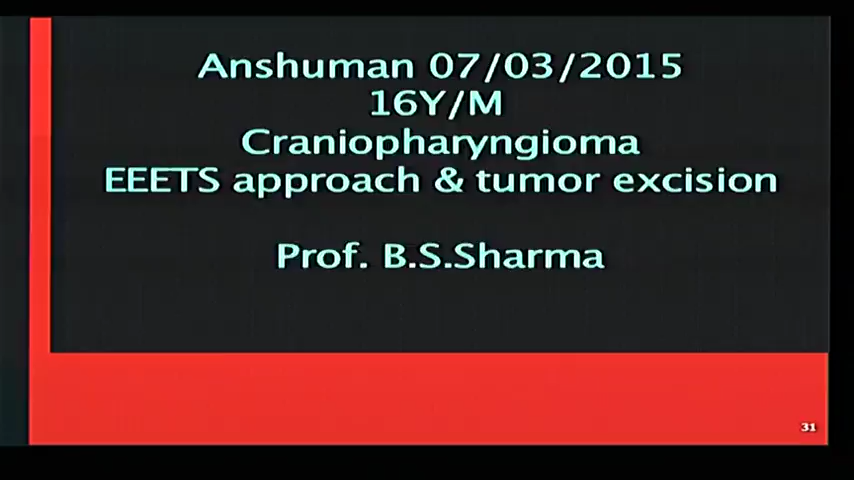 Anshuman 07/03/2015
16Y/M
Craniopharyngioma
EEETS approach & tumor excision
Prof. B.S.Sharma
31